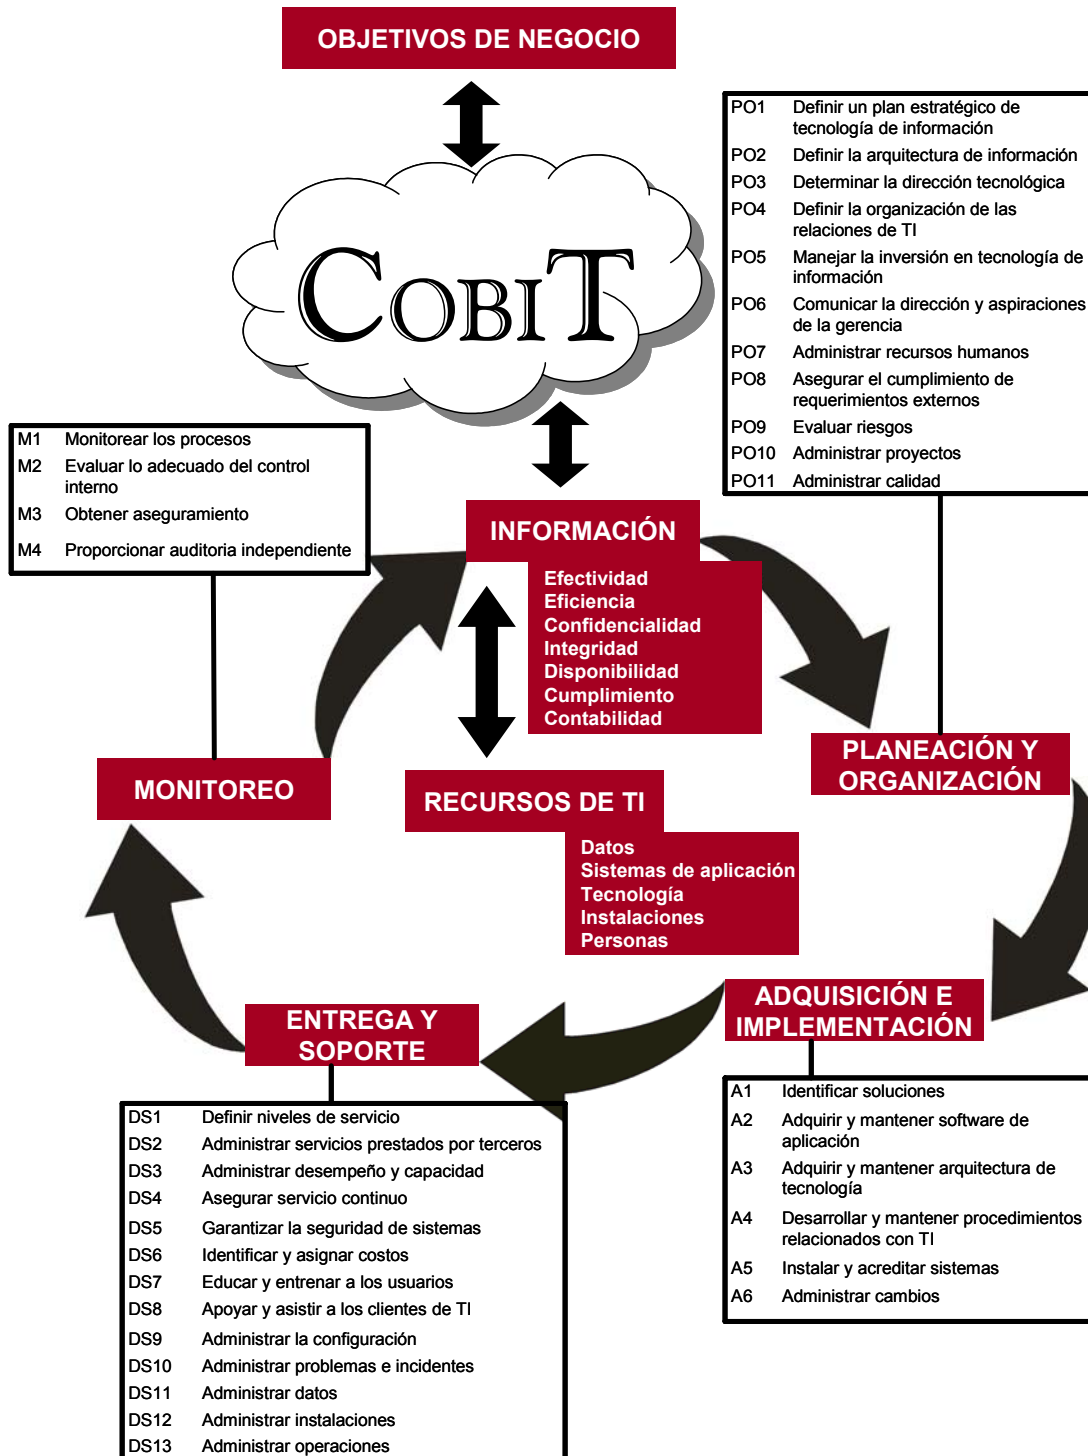 OBJETIVOS DE NEGOCIO
COBIT
PO1 Definir un plan estratégico de
tecnología de información
PO2 Definir la arquitectura de información
PO3 Determinar la dirección tecnológica
PO4 Definir la organización de las
relaciones de TI
PO5 Manejar la inversión en tecnología de
información
PO6 Comunicar la dirección y aspiraciones
de la gerencia
PO7 Administrar recursos humanos
PO8 Asegurar el cumplimiento de
requerimientos externos
PO9 Evaluar riesgos
PO10 Administrar proyectos
PO11 Administrar calidad
M1 Monitorear los procesos
M2 Evaluar lo adecuado del control
interno
M3 Obtener aseguramiento
M4 Proporcionar auditoria independiente
INFORMACIÓN
Efectividad
Eficiencia
Confidencialidad
Integridad
Disponibilidad
Cumplimiento
Contabilidad
PLANEACIÓN Y
ORGANIZACIÓN
MONITOREO
RECURSOS DE TI
Datos
Sistemas de aplicación
Tecnología
Instalaciones
Personas
ADQUISICIÓN E
IMPLEMENTACIÓN
ENTREGA Y
SOPORTE
A1 Identificar soluciones
A2 Adquirir y mantener software de
aplicación
A3 Adquirir y mantener arquitectura de
tecnología
A4 Desarrollar y mantener procedimientos
relacionados con TI
A5 Instalar y acreditar sistemas
A6 Administrar cambios
DS1 Definir niveles de servicio
DS2 Administrar servicios prestados por terceros
DS3 Administrar desempeño y capacidad
DS4 Asegurar servicio continuo
DS5 Garantizar la seguridad de sistemas
DS6 Identificar y asignar costos
DS7 Educar y entrenar a los usuarios
DS8 Apoyar y asistir a los clientes de TI
DS9 Administrar la configuración
DS10 Administrar problemas e incidentes
DS11 Administrar datos
DS12 Administrar instalaciones
DS13 Administrar operaciones